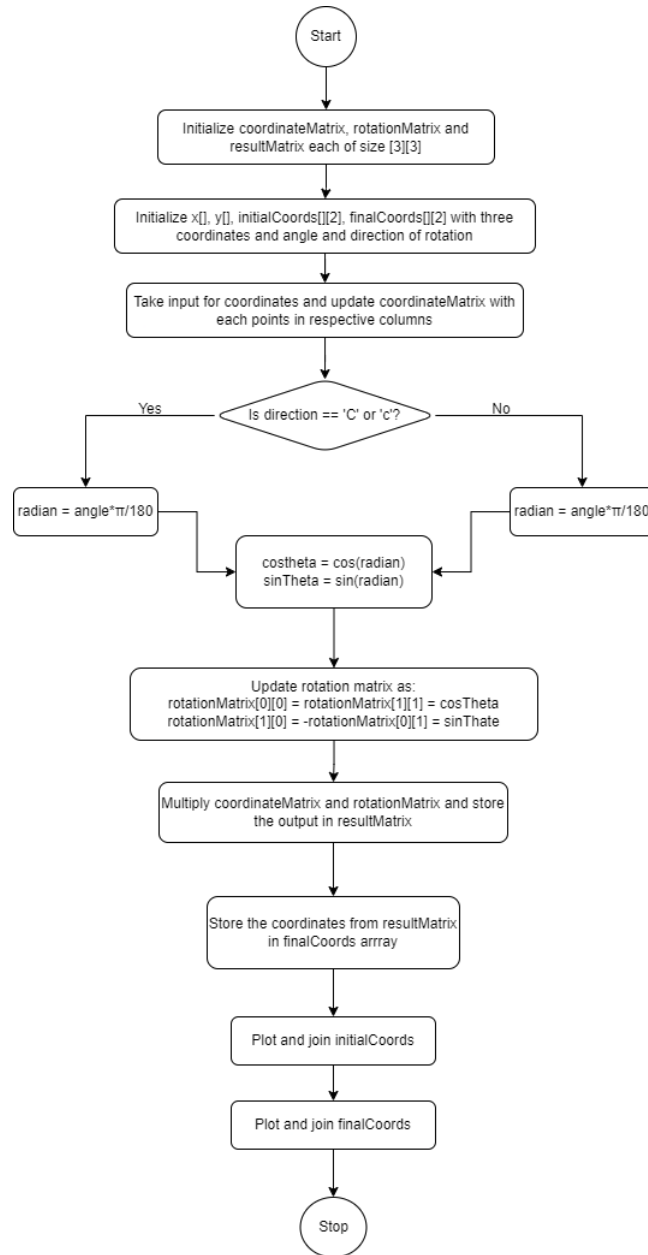 Start
Initialize coordinateMatrix, rotationMatrix and
resultMatrix each of size [3][3]
Initialize x[], y[], initialCoords[][2], finalCoords[][2] with three
coordinates and angle and direction of rotation
Take input for coordinates and update coordinateMatrix with
each points in respective columns
Is direction == 'C' or 'c'?
Yes
No
radian = angle*π/180
radian = angle*π/180
costheta = cos(radian)
sinTheta = sin(radian)
Update rotation matrix as:
rotationMatrix[0][0] = rotationMatrix[1][1] = cosTheta
rotationMatrix[1][0] = -rotationMatrix[0][1] = sinThate
Multiply coordinateMatrix and rotationMatrix and store
the output in resultMatrix
Store the coordinates from resultMatrix
in finalCoords arrray
Plot and join initialCoords
Plot and join finalCoords
Stop